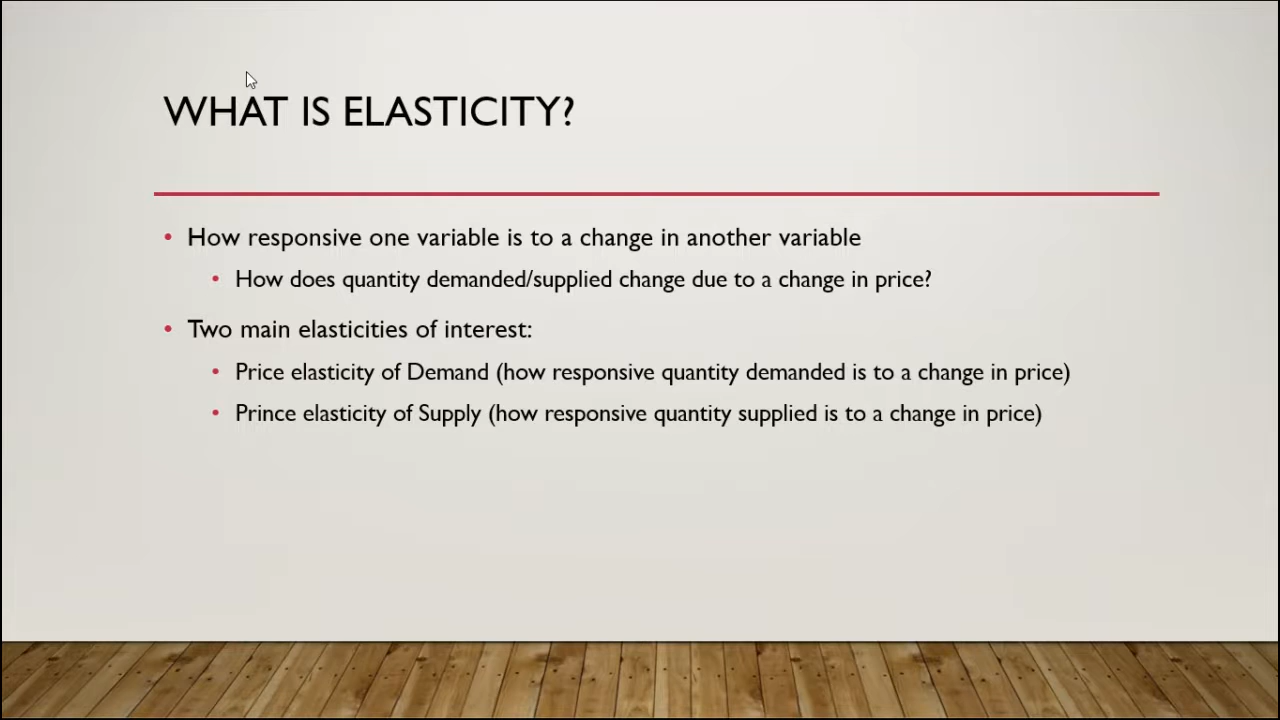 WHAT IS ELASTICITY?
• How responsive one variable is to a change in another variable
• How does quantity demanded/supplied change due to a change in price?
• Two main elasticities of interest:
• Price elasticity of Demand (how responsive quantity demanded is to a change in price)
• Prince elasticity of Supply (how responsive quantity supplied is to a change in price)